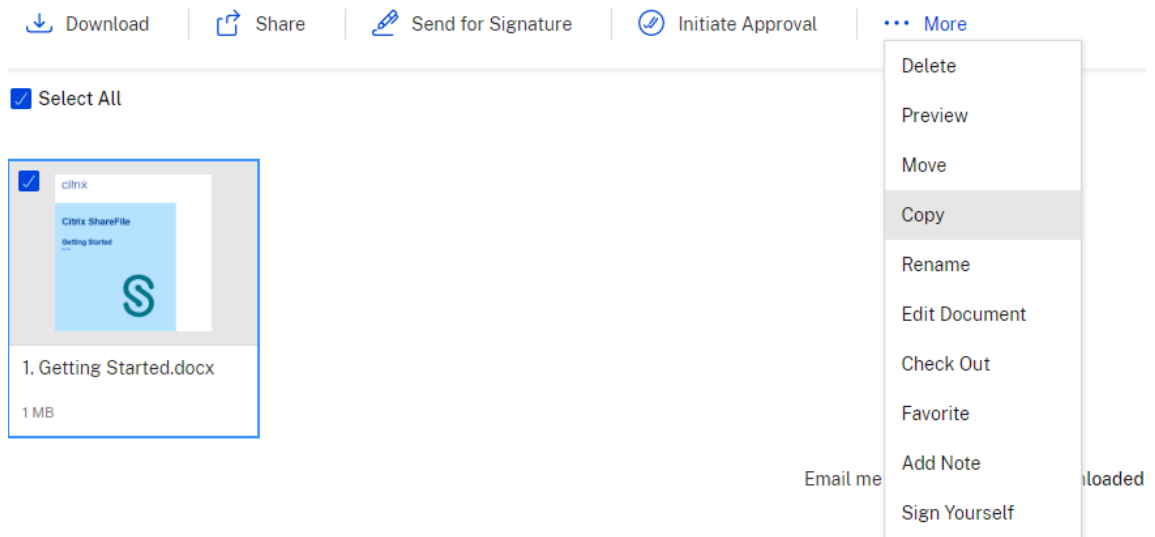 Download
Share
Send for Signature
Initiate Approval
More
Delete
Select All
Preview
Move
citrix
Citrix ShareFile
Getting Started
Copy
Rename
Edit Document
1. Getting Started.docx
Check Out
1 MB
Favorite
Add Note
Email me
Sign Yourself